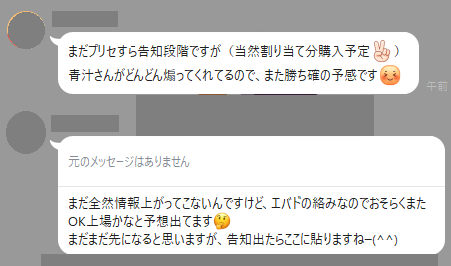 まだプリセすら告知段階ですが（当然割り当て分購入予定✌🏻）
青汁さんがどんどん煽ってくれてるので、また勝ち確の予感です☺️
午前
元のメッセージはありません
まだ全然情報上がってこないんですけど、エバドの絡みなのでおそらくまた
OK上場かなと予想出てます🤔
まだまだ先になると思いますが、告知出たらここに貼りますねー(^^)